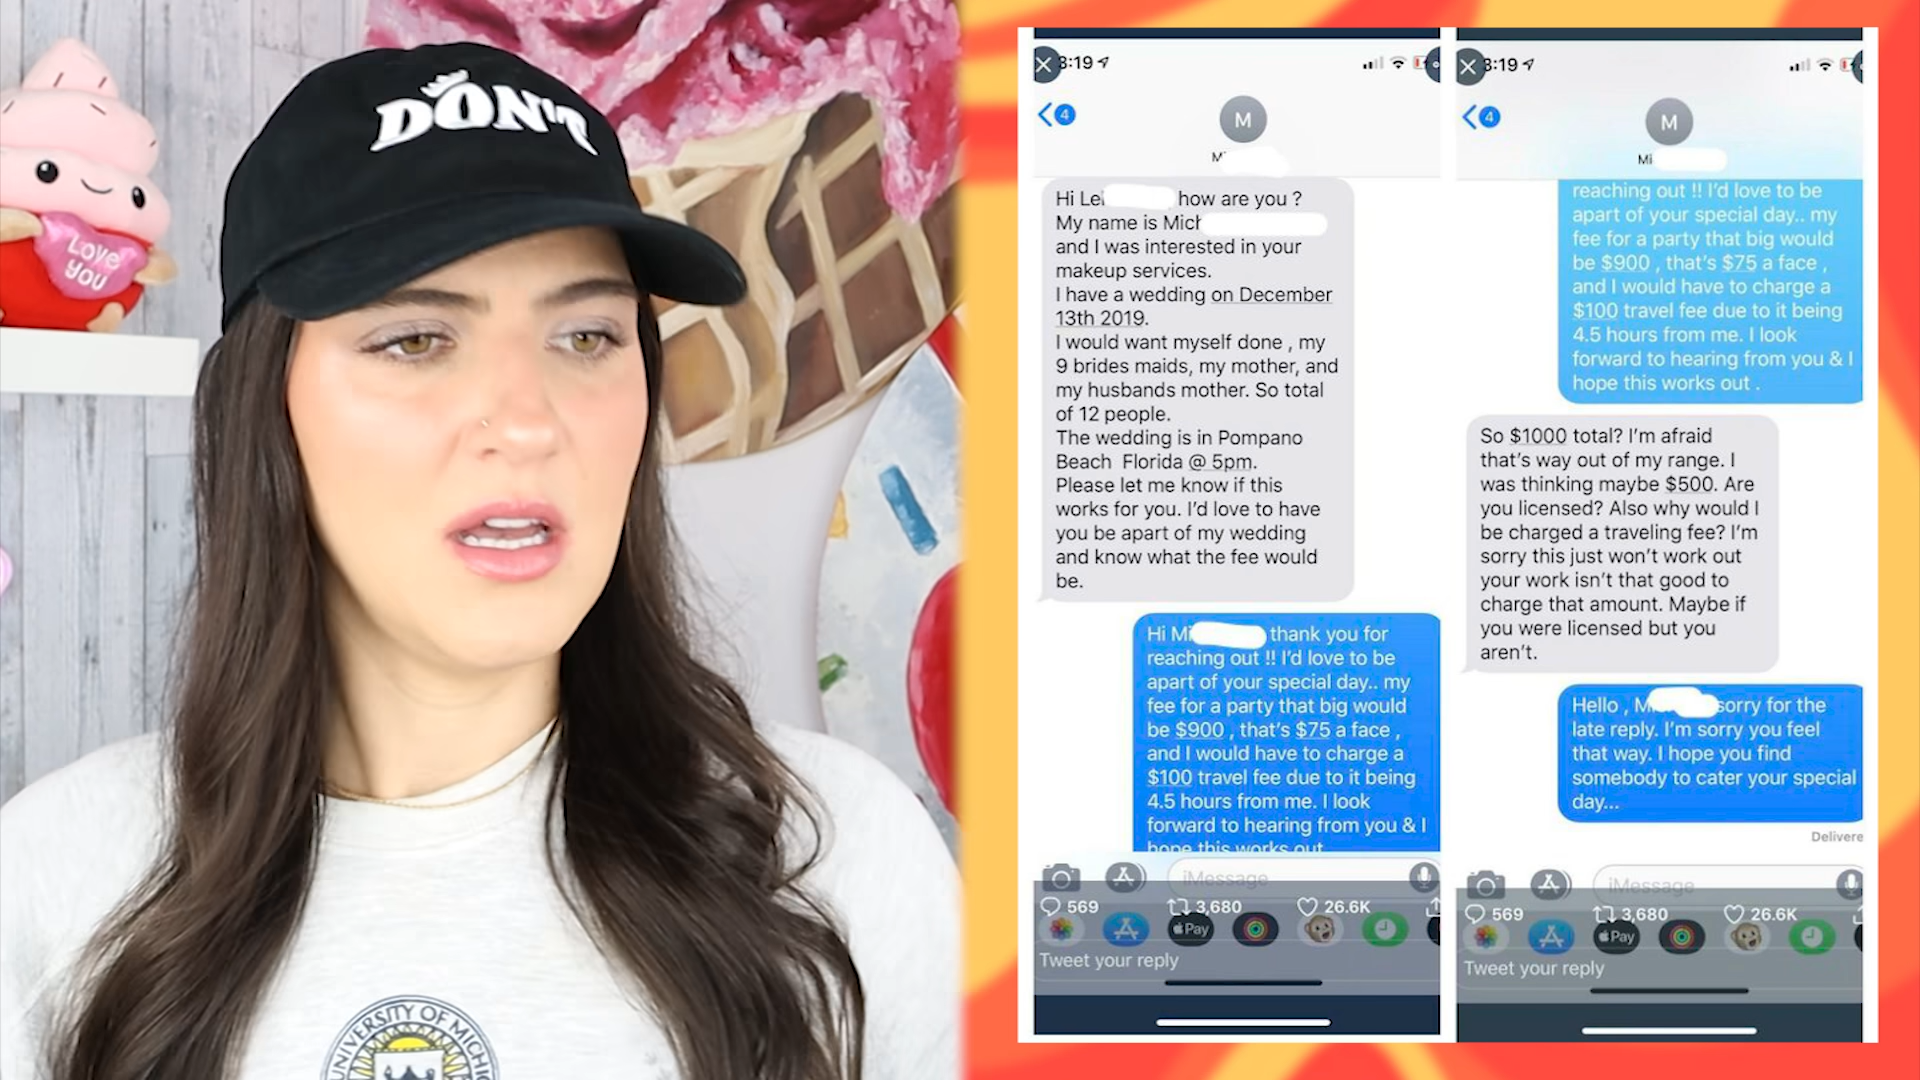 DON'T
Love
you
UNIVERSITY OF MICHI
3:19
4
M
Hi Lei how are you ?
My name is Mich
and I was interested in your
makeup services.
I have a wedding on December
13th 2019.
I would want myself done , my
9 brides maids, my mother, and
my husbands mother. So total
of 12 people.
The wedding is in Pompano
Beach Florida @ 5pm.
Please let me know if this
works for you. I'd love to have
you be apart of my wedding
and know what the fee would
be.
Hi Mi thank you for
reaching out !! I'd love to be
apart of your special day.. my
fee for a party that big would
be $900 , that's $75 a face ,
and I would have to charge a
$100 travel fee due to it being
4.5 hours from me. I look
forward to hearing from you & I
hope this works out
iMessage
569 3,680 26.6K
Pay
Tweet your reply
3:19
4
M
Mi
reaching out !! I'd love to be
apart of your special day.. my
fee for a party that big would
be $900 , that's $75 a face ,
and I would have to charge a
$100 travel fee due to it being
4.5 hours from me. I look
forward to hearing from you & I
hope this works out .
So $1000 total? I'm afraid
that's way out of my range. I
was thinking maybe $500. Are
you licensed? Also why would I
be charged a traveling fee? I'm
sorry this just won't work out
your work isn't that good to
charge that amount. Maybe if
you were licensed but you
aren't.
Hello , M sorry for the
late reply. I'm sorry you feel
that way. I hope you find
somebody to cater your special
day...
Delivere
iMessage
569 3,680 26.6K
Pay
Tweet your reply